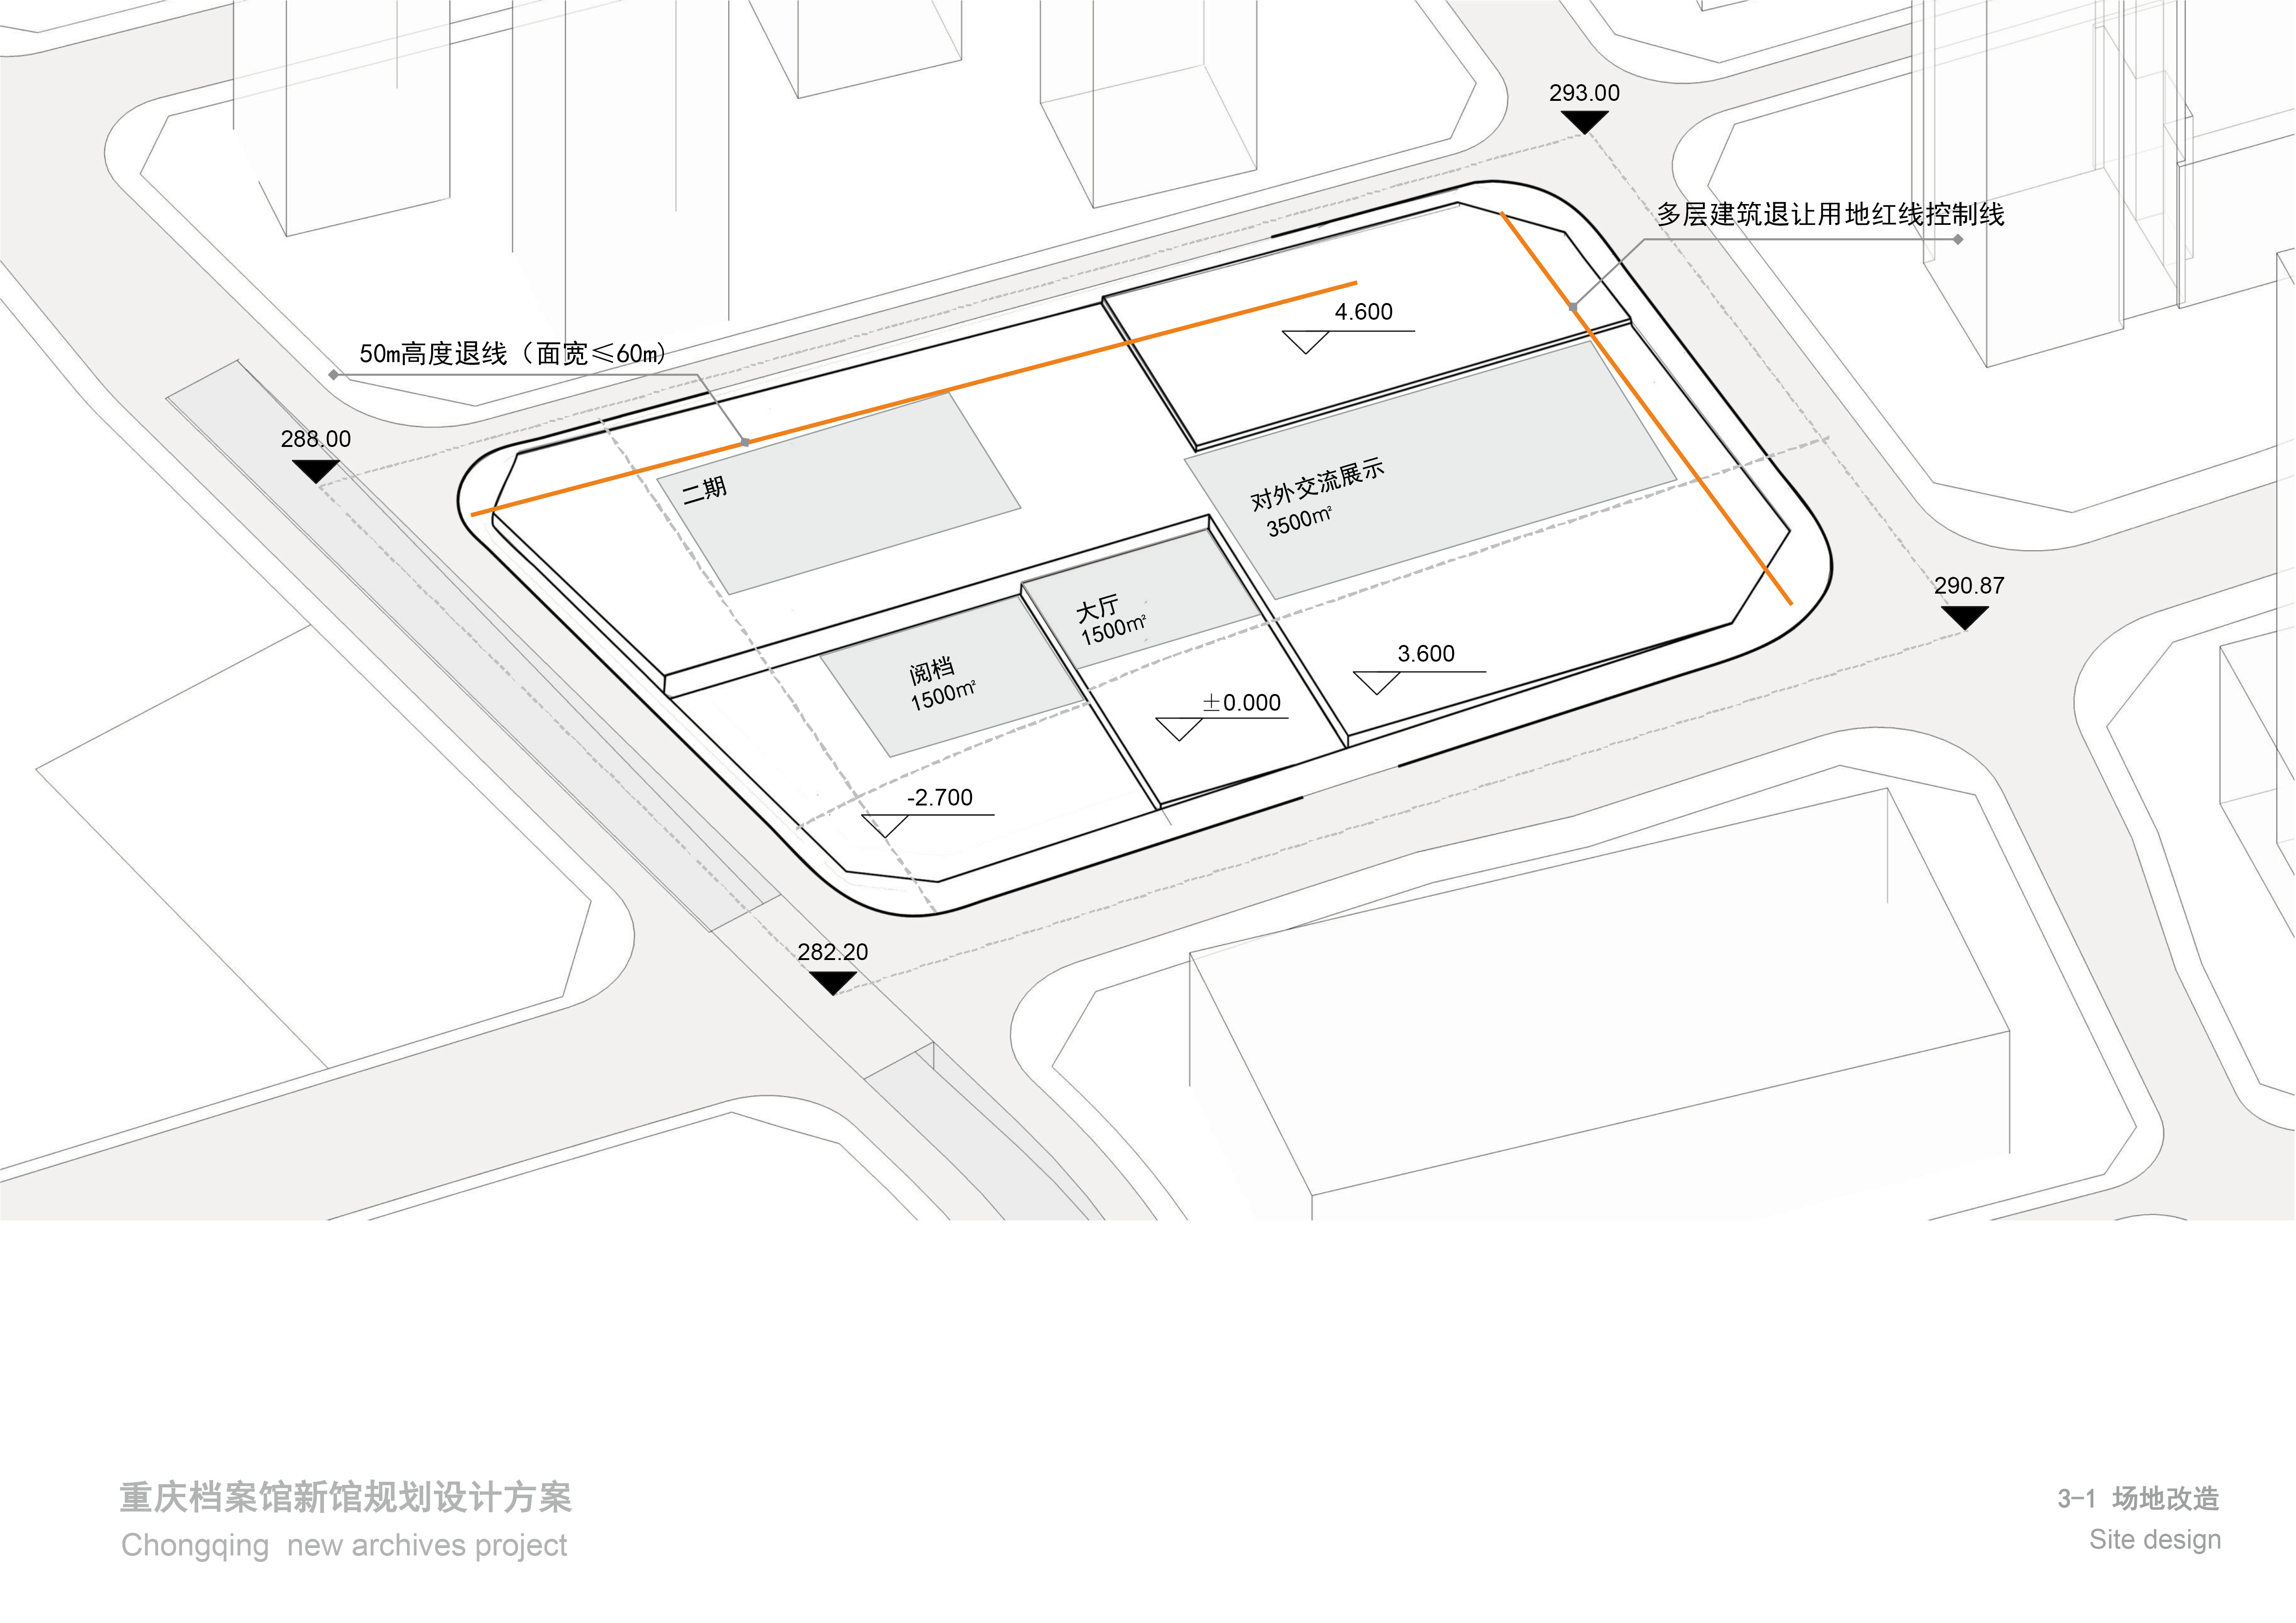 293.00
多层建筑退让用地红线控制线
4.600
50m高度退线（面宽≤60m）
288.00
二期
对外交流展示
3500㎡
290.87
大厅
1500㎡
阅档
1500㎡
3.600
±0.000
-2.700
282.20
重庆档案馆新馆规划设计方案
Chongqing new archives project
3-1 场地改造
Site design